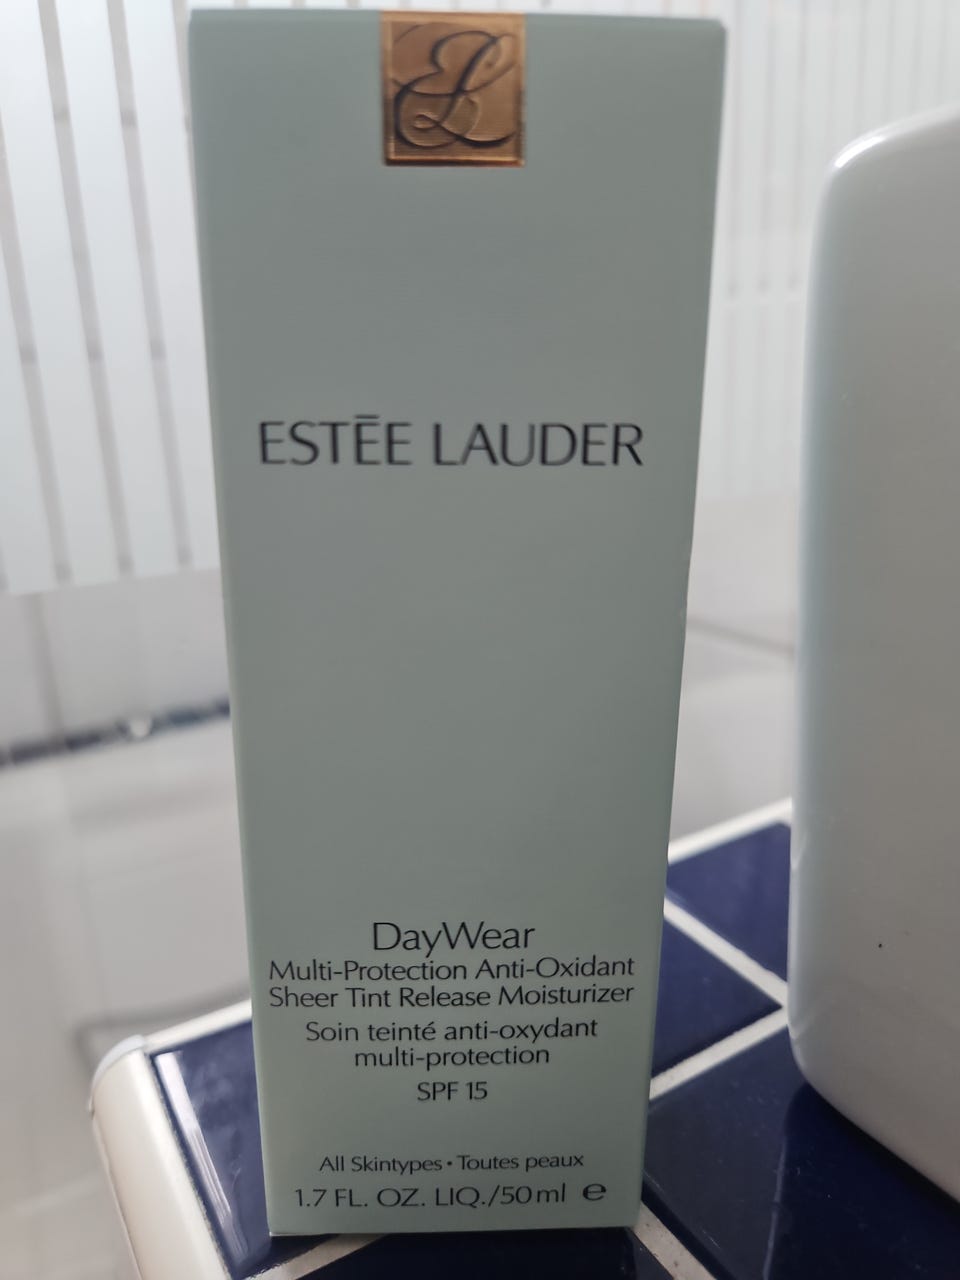 EL
ESTĒE LAUDER
DayWear
Multi-Protection Anti-Oxidant
Sheer Tint Release Moisturizer
Soin teinté anti-oxydant
multi-protection
SPF 15
All Skintypes • Toutes peaux
1.7 FL. OZ. LIQ./50 ml ℮